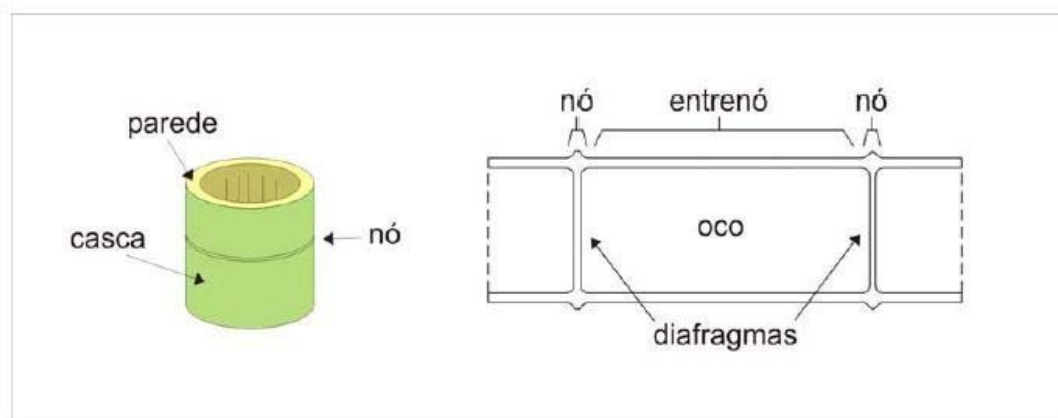 parede
casca
nó
nó
entrenó
nó
oco
diafragmas